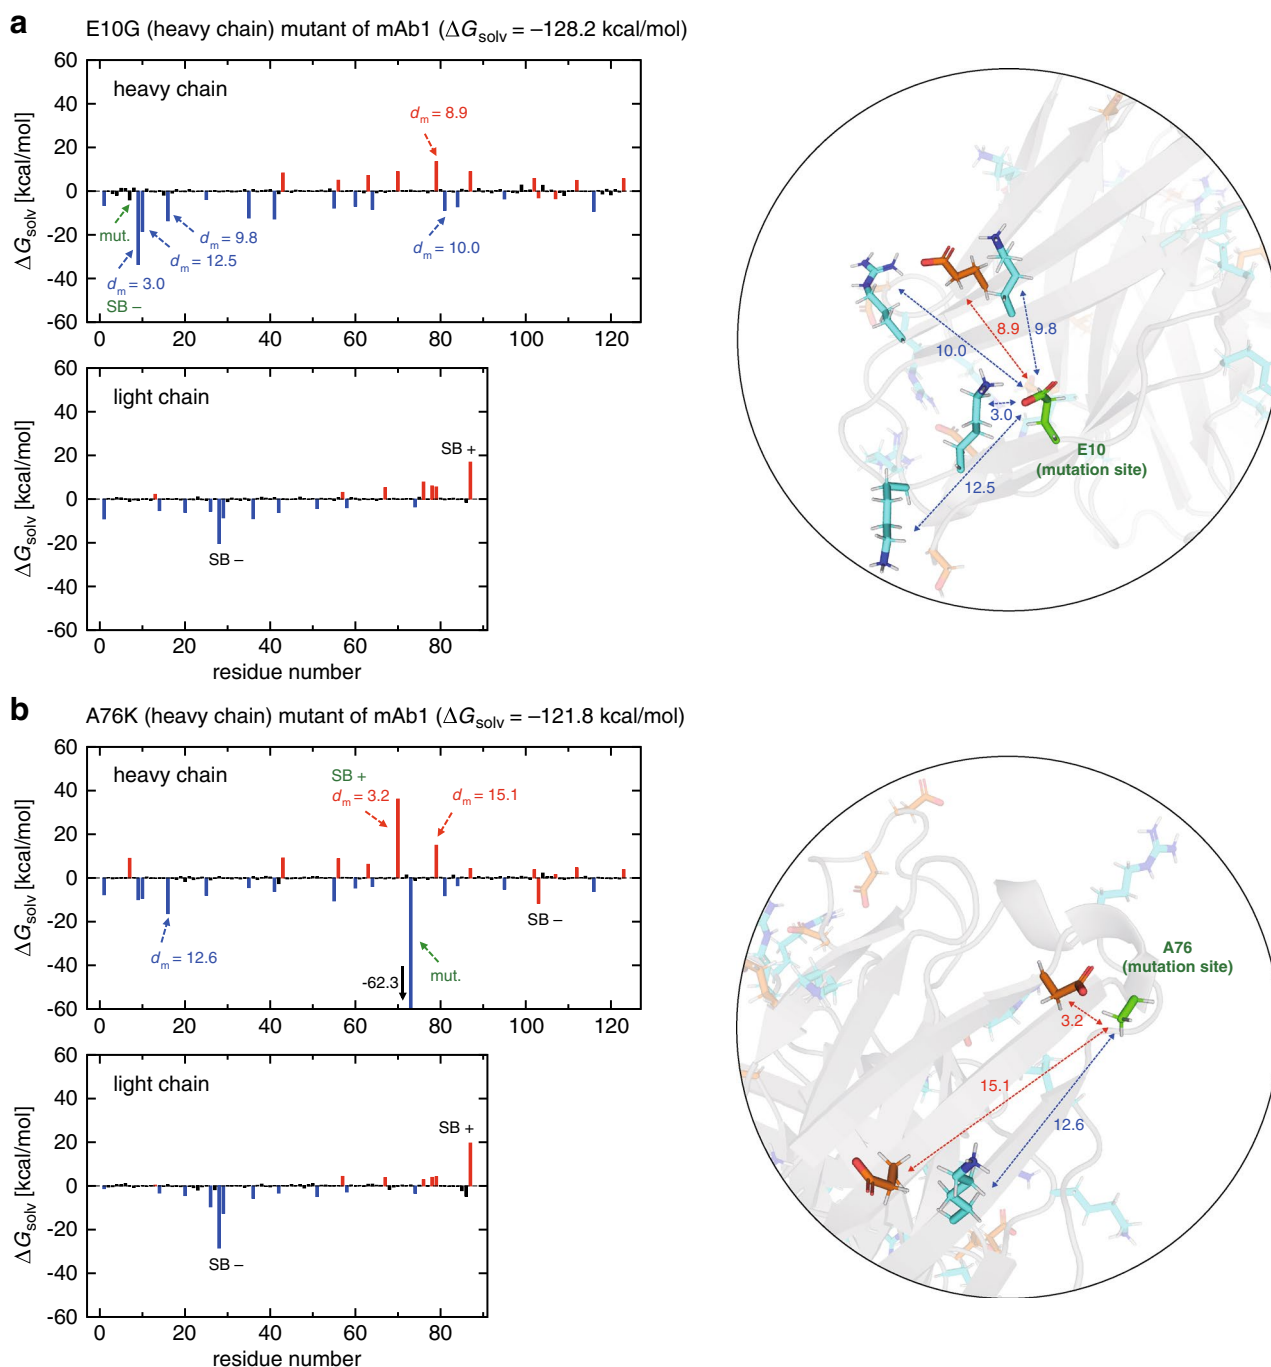 a
E10G (heavy chain) mutant of mAb1 (ΔGsolv = −128.2 kcal/mol)
60
40
20
0
-20
-40
-60
ΔGsolv [kcal/mol]
heavy chain
dm = 8.9
mut.
dm = 9.8
dm = 12.5
dm = 3.0
SB −
dm = 10.0
0 20 40 60 80 100 120
60
40
20
0
-20
-40
-60
ΔGsolv [kcal/mol]
light chain
SB +
SB −
0 20 40 60 80
residue number
8.9
9.8
10.0
3.0
12.5
E10
(mutation site)
b
A76K (heavy chain) mutant of mAb1 (ΔGsolv = −121.8 kcal/mol)
60
40
20
0
-20
-40
-60
ΔGsolv [kcal/mol]
heavy chain
SB +
dm = 3.2
dm = 15.1
dm = 12.6
SB −
-62.3
mut.
0 20 40 60 80 100 120
60
40
20
0
-20
-40
-60
ΔGsolv [kcal/mol]
light chain
SB +
SB −
0 20 40 60 80
residue number
A76
(mutation site)
3.2
15.1
12.6